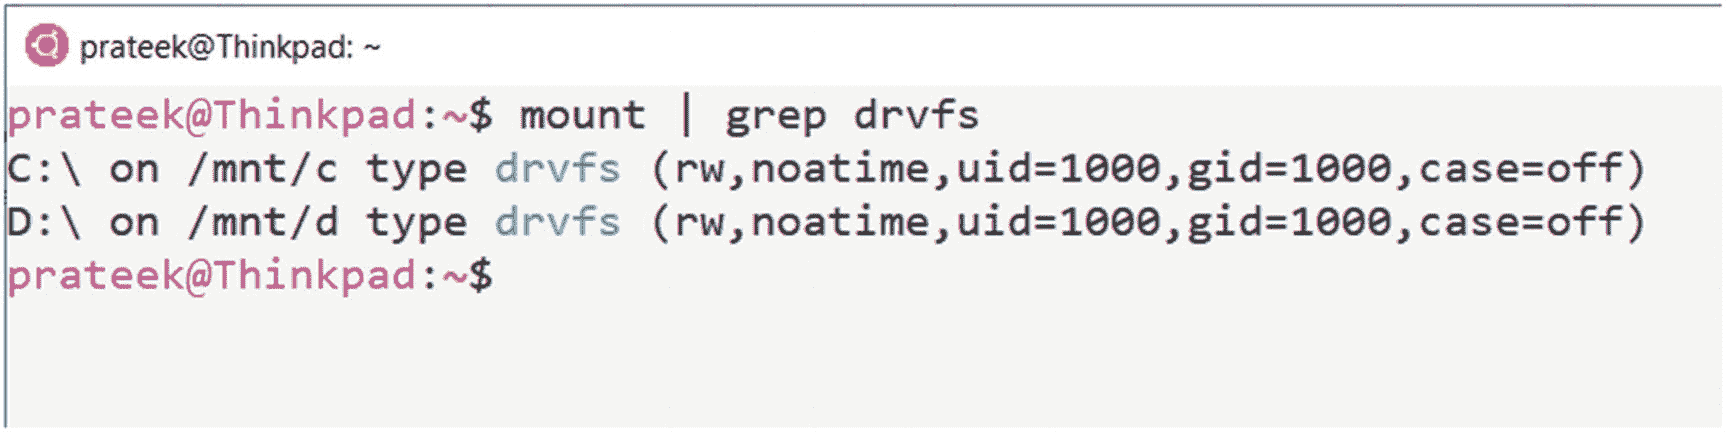 prateek@Thinkpad: ~
prateek@Thinkpad:~$ mount | grep drvfs
C:\ on /mnt/c type drvfs (rw,noatime,uid=1000,gid=1000,case=off)
D:\ on /mnt/d type drvfs (rw,noatime,uid=1000,gid=1000,case=off)
prateek@Thinkpad:~$